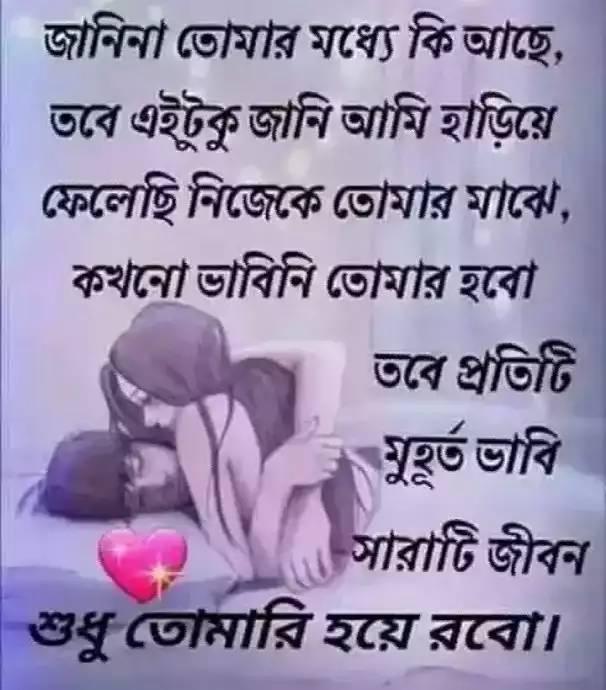 জানিনা তোমার মধ্যে কি আছে,
তবে এইটুকু জানি আমি হাড়িয়ে
ফেলেছি নিজেকে তোমার মাঝে,
কখনো ভাবিনি তোমার হবো
তবে প্রতিটি
মুহূর্ত ভাবি
সারাটি জীবন
শুধু তোমারি হয়ে রবো।